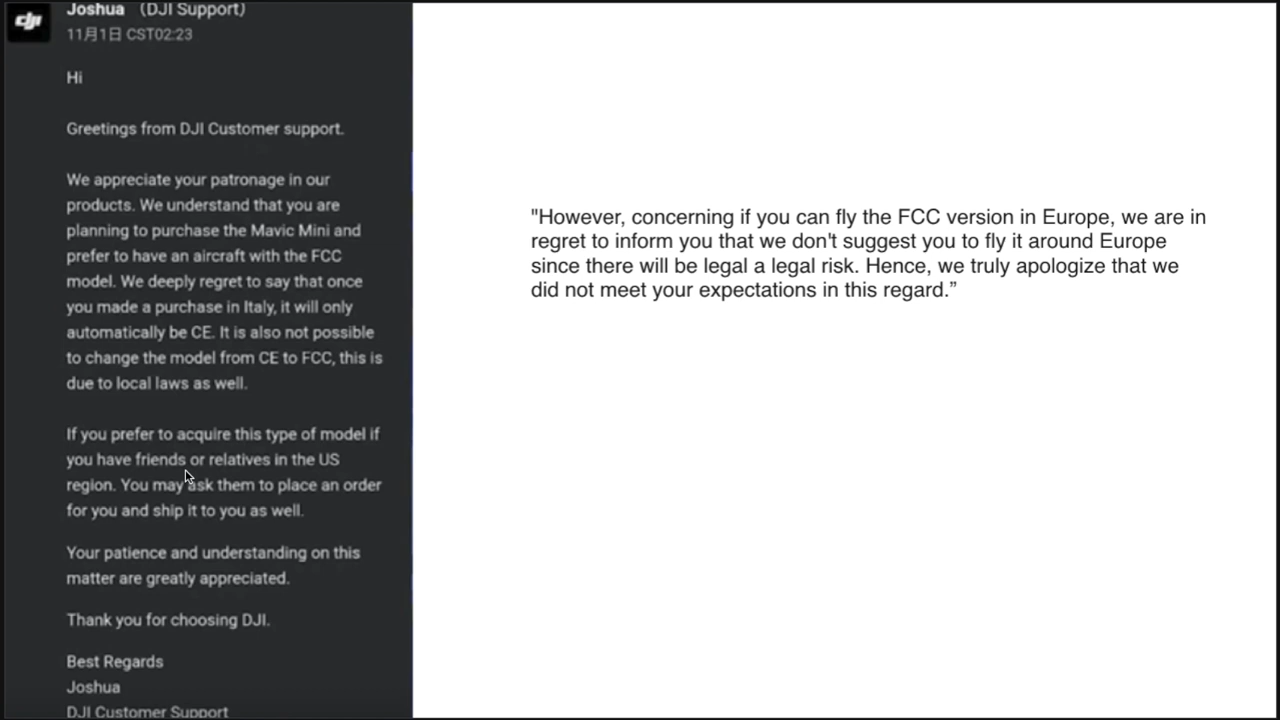 dji
Joshua (DJI Support)
11月1日 CST02:23
Hi
Greetings from DJI Customer support.
We appreciate your patronage in our
products. We understand that you are
planning to purchase the Mavic Mini and
prefer to have an aircraft with the FCC
model. We deeply regret to say that once
you made a purchase in Italy, it will only
automatically be CE. It is also not possible
to change the model from CE to FCC, this is
due to local laws as well.
If you prefer to acquire this type of model if
you have friends or relatives in the US
region. You may ask them to place an order
for you and ship it to you as well.
Your patience and understanding on this
matter are greatly appreciated.
Thank you for choosing DJI.
Best Regards
Joshua
DJI Customer Support
"However, concerning if you can fly the FCC version in Europe, we are in
regret to inform you that we don't suggest you to fly it around Europe
since there will be legal a legal risk. Hence, we truly apologize that we
did not meet your expectations in this regard.”